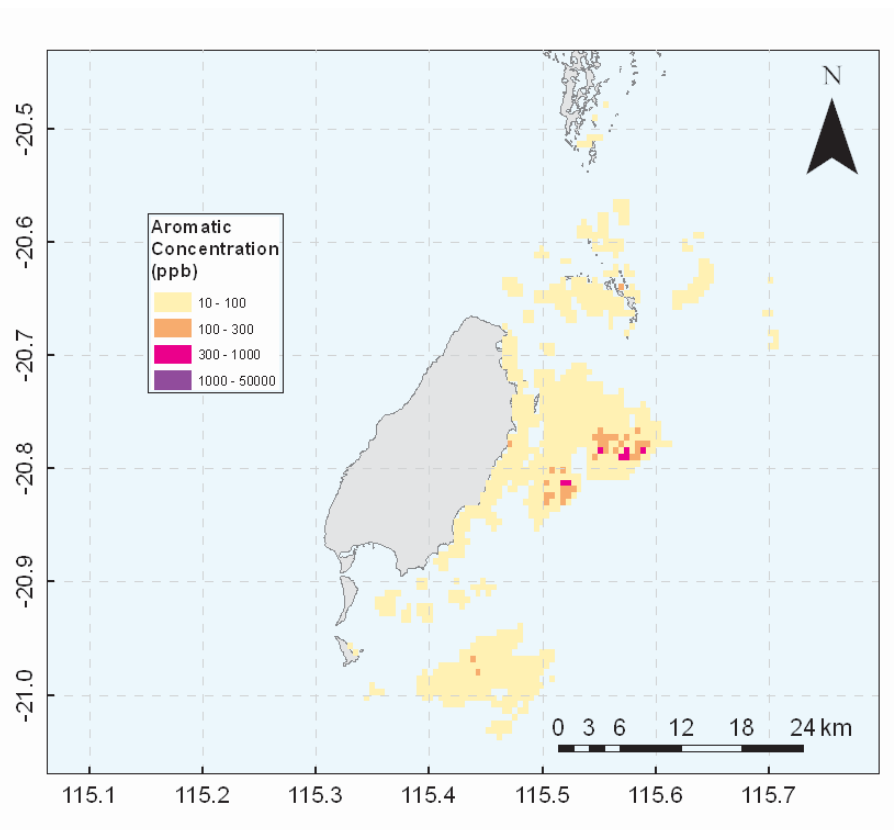 N
-20.5
-20.6
-20.7
-20.8
-20.9
-21.0
Aromatic
Concentration
(ppb)
10 - 100
100 - 300
300 - 1000
1000 - 50000
0 3 6 12 18 24 km
115.1 115.2 115.3 115.4 115.5 115.6 115.7